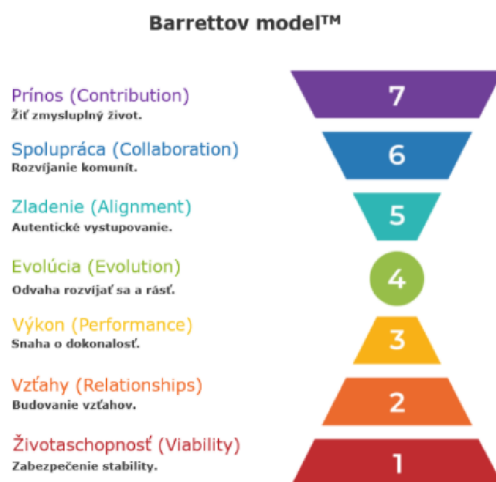 Barrettov model™
Prínos (Contribution)
Žiť zmysluplný život.
7
Spolupráca (Collaboration)
Rozvíjanie komunít.
6
Zladenie (Alignment)
Autentické vystupovanie.
5
Evolúcia (Evolution)
Odvaha rozvíjať sa a rásť.
4
Výkon (Performance)
Snaha o dokonalosť.
3
Vzťahy (Relationships)
Budovanie vzťahov.
2
Životaschopnosť (Viability)
Zabezpečenie stability.
1